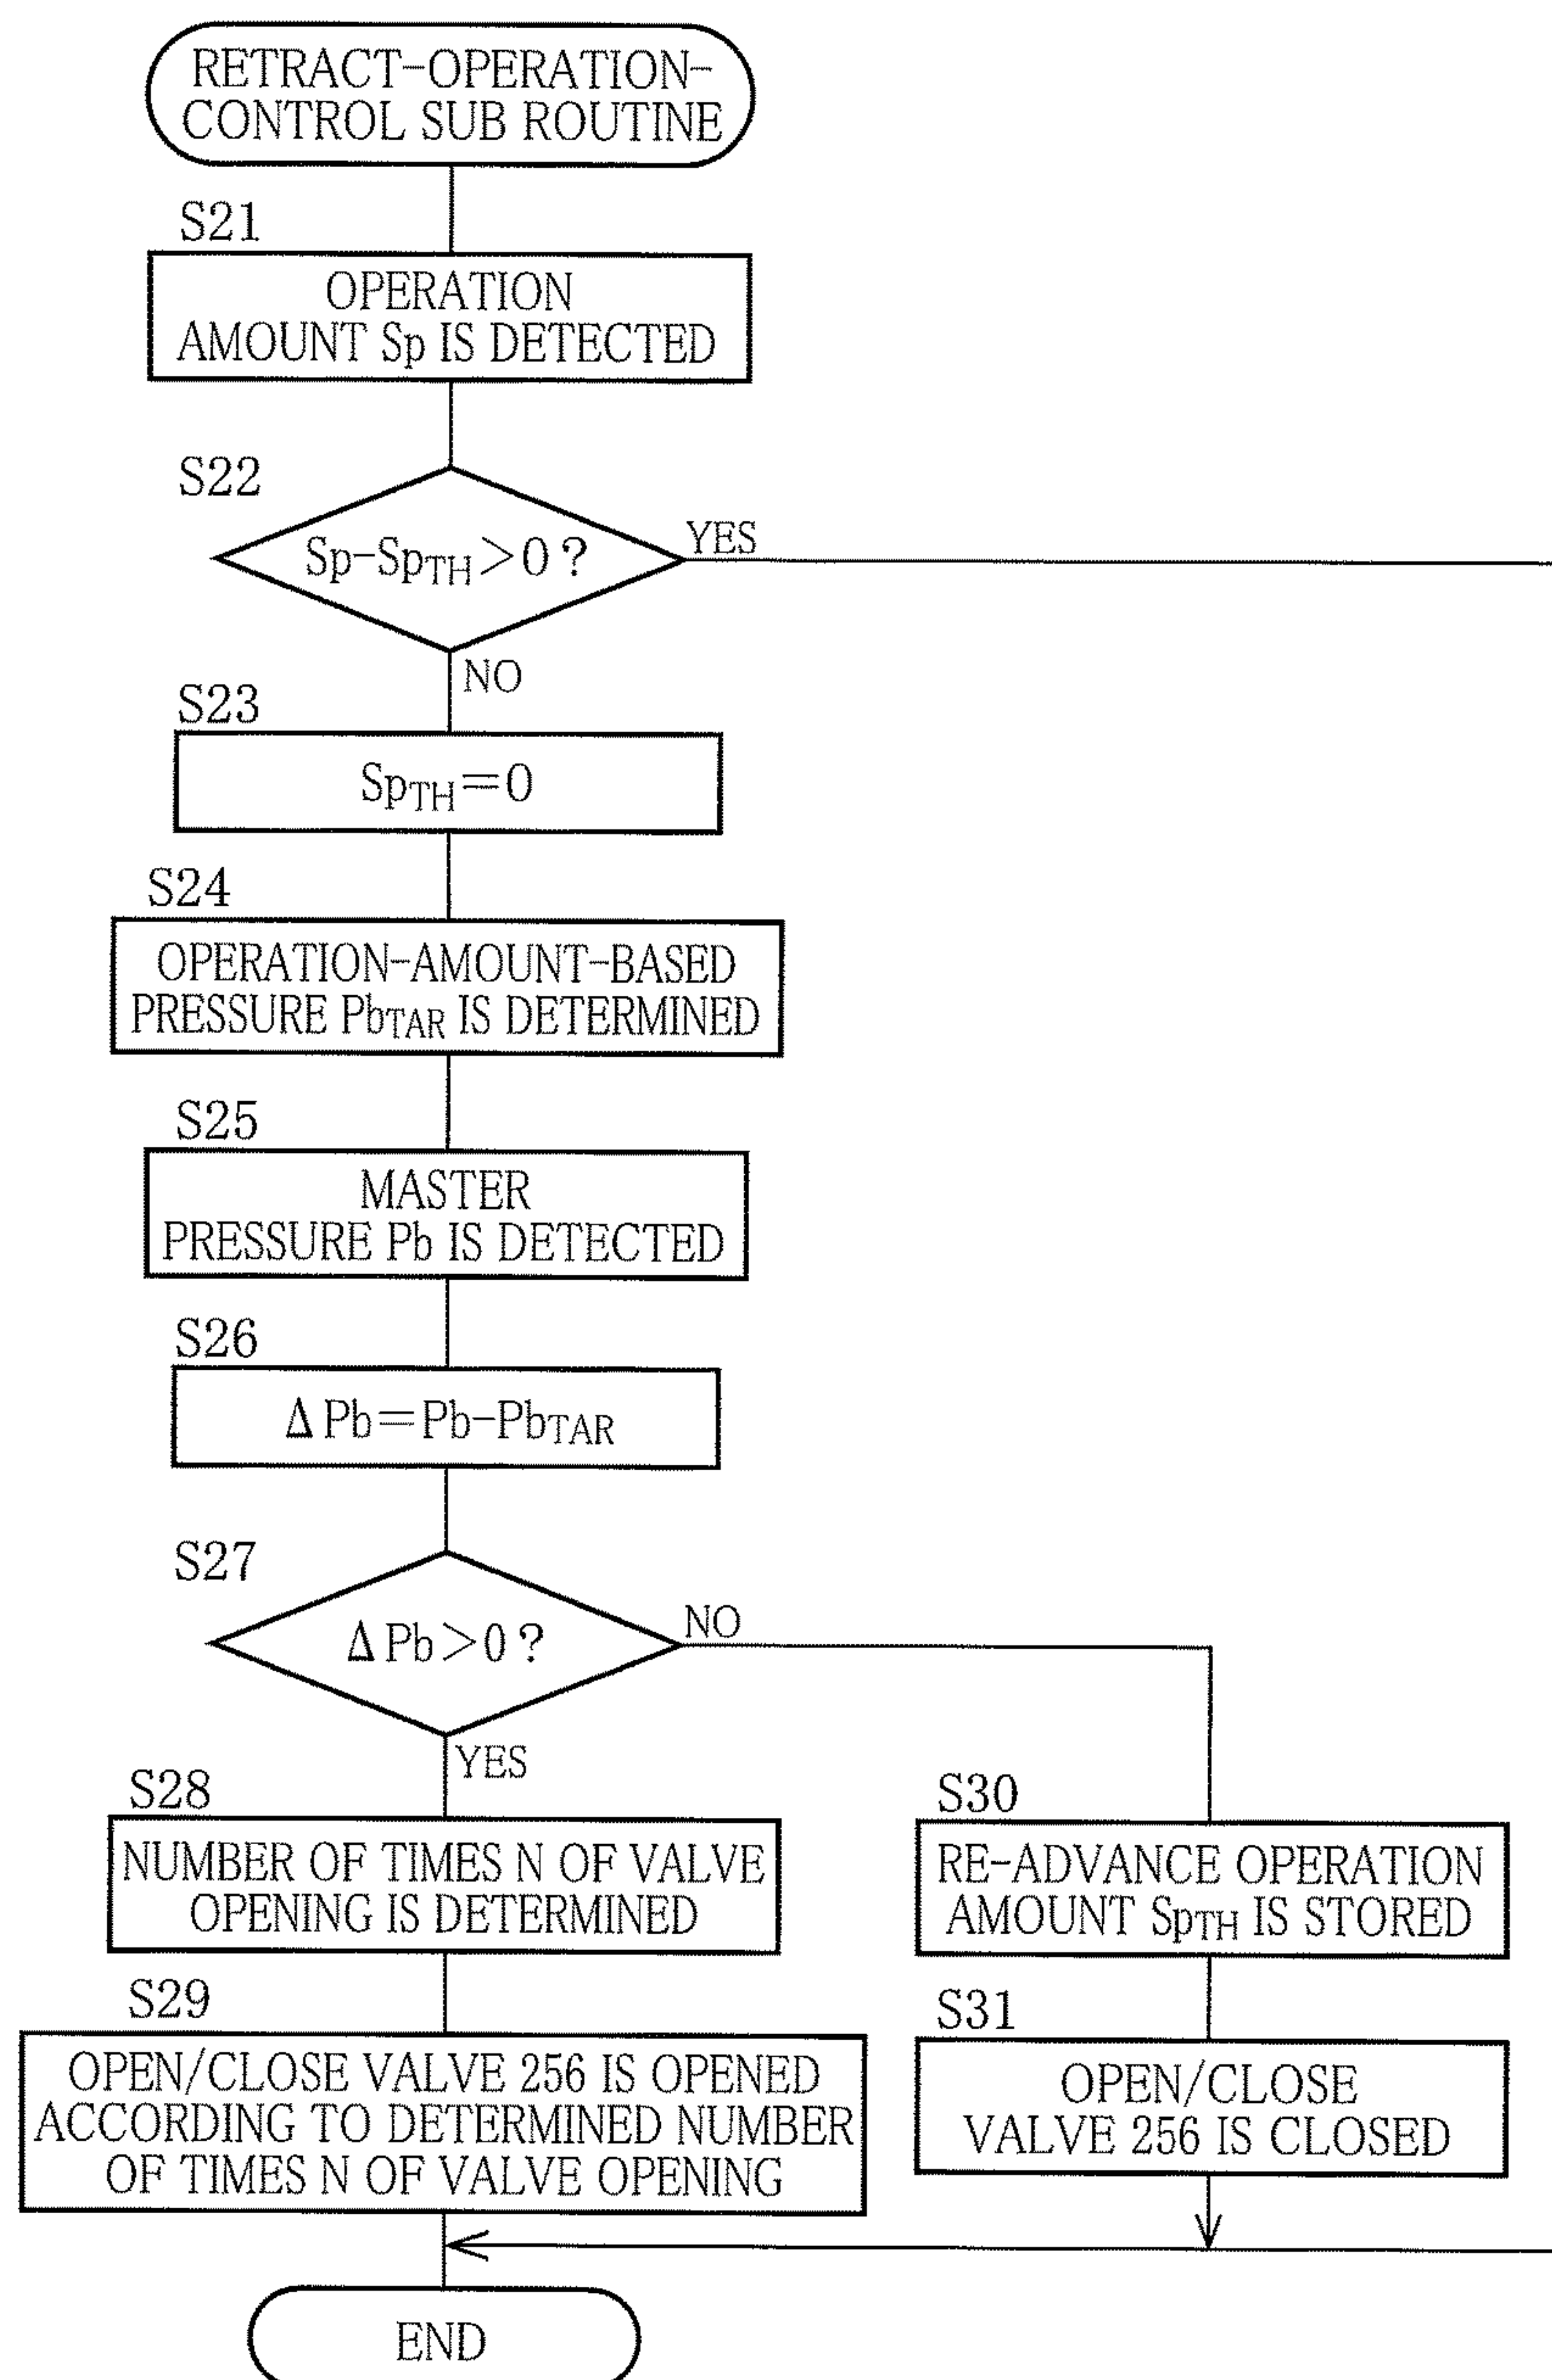 RETRACT-OPERATION-
CONTROL SUB ROUTINE
S21
OPERATION
AMOUNT Sp IS DETECTED
S22
Sp-SpTH>0?
YES
NO
S23
SpTH=0
S24
OPERATION-AMOUNT-BASED
PRESSURE PbTAR IS DETERMINED
S25
MASTER
PRESSURE Pb IS DETECTED
S26
Δ Pb=Pb-PbTAR
S27
Δ Pb>0?
NO
YES
S28
NUMBER OF TIMES N OF VALVE
OPENING IS DETERMINED
S29
OPEN/CLOSE VALVE 256 IS OPENED
ACCORDING TO DETERMINED NUMBER
OF TIMES N OF VALVE OPENING
S30
RE-ADVANCE OPERATION
AMOUNT SpTH IS STORED
S31
OPEN/CLOSE
VALVE 256 IS CLOSED
END